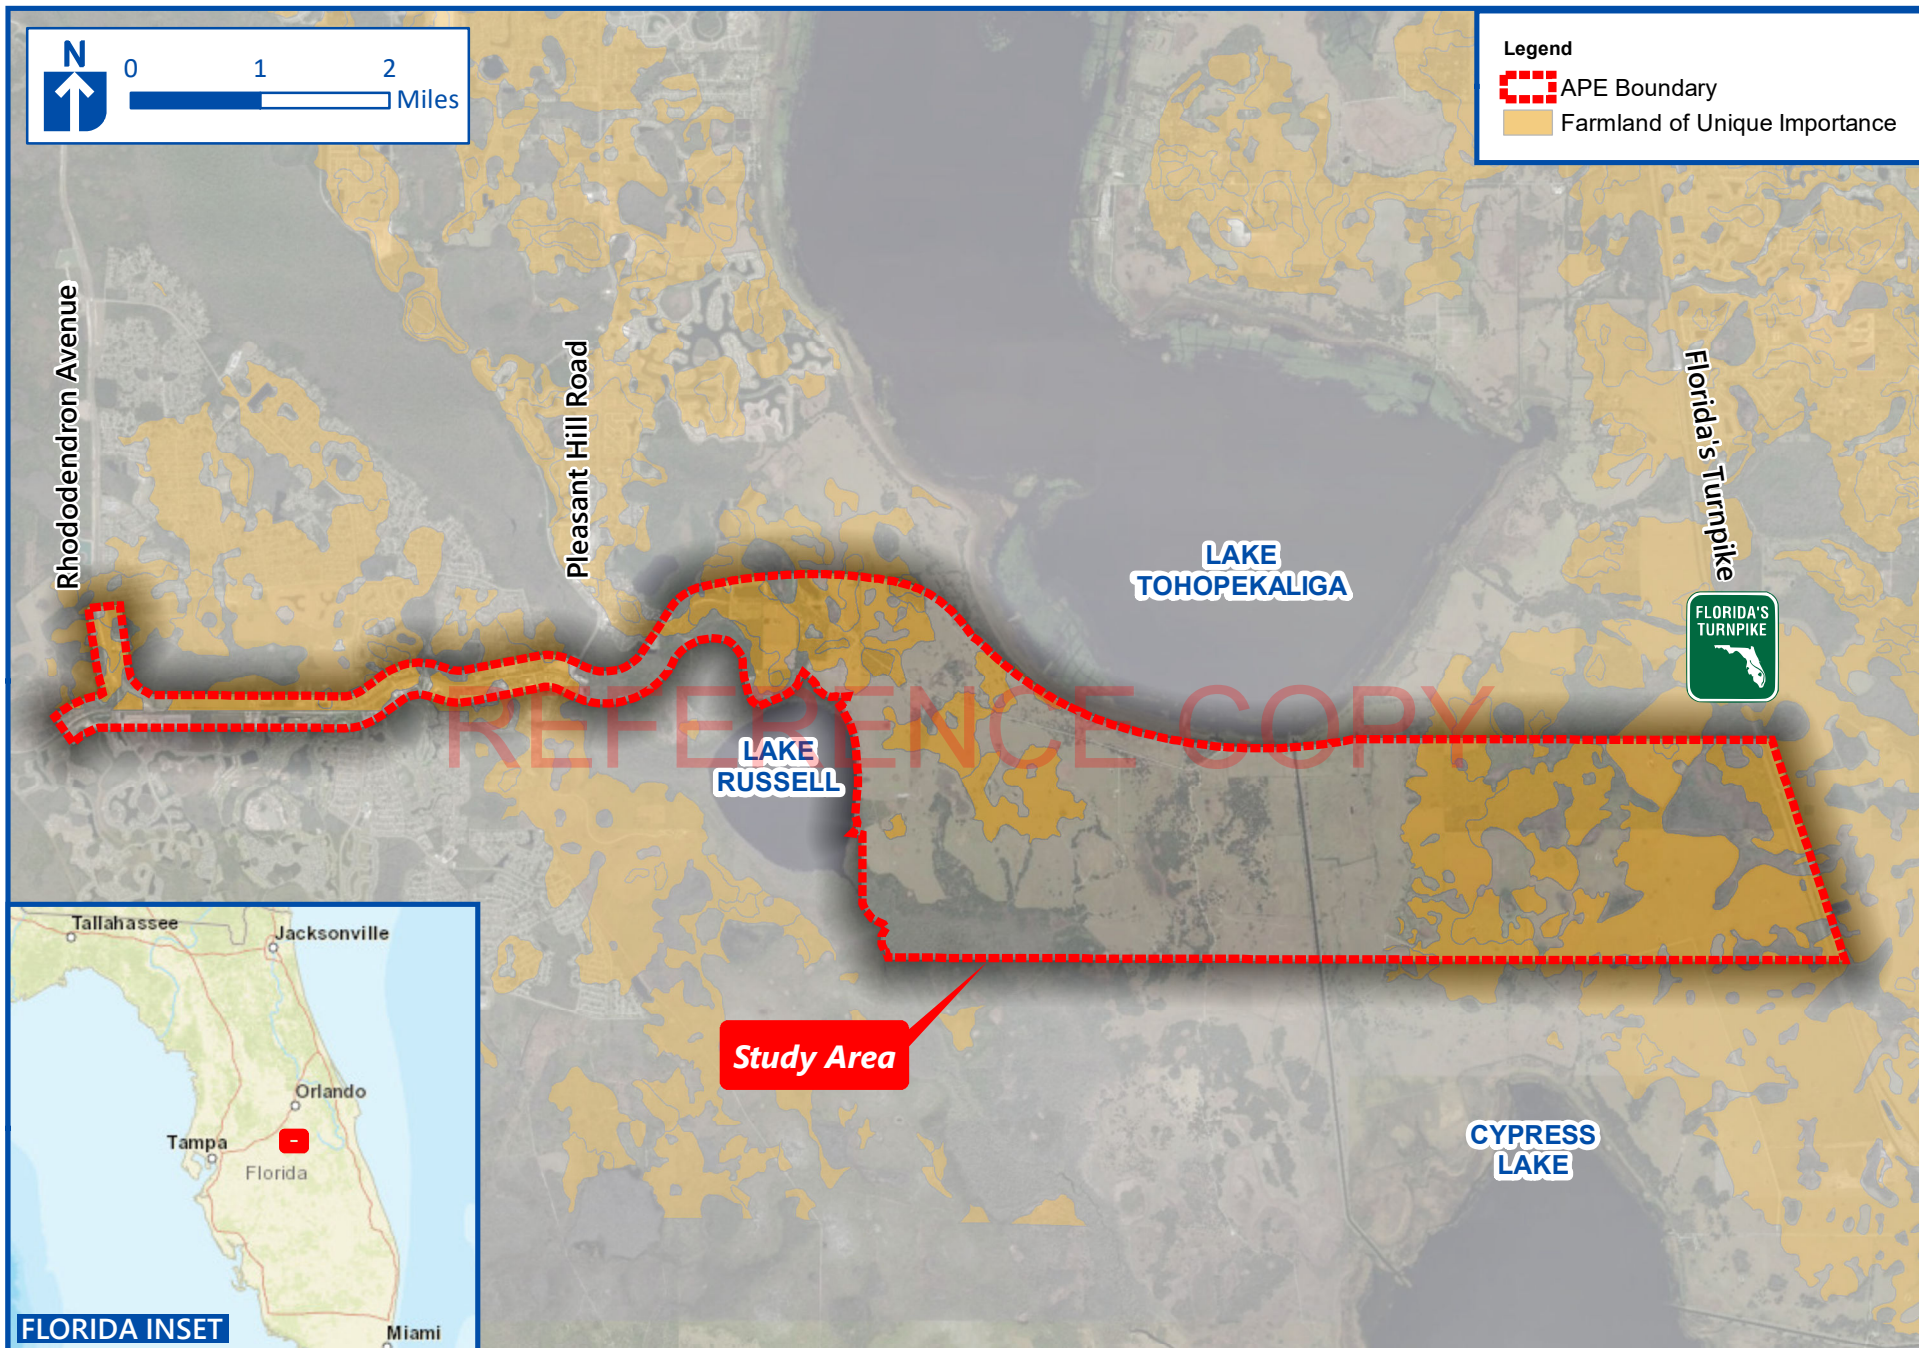 N
0 1 2
Miles
Legend
APE Boundary
Farmland of Unique Importance
Rhododendron Avenue
Pleasant Hill Road
Florida's Turnpike
LAKE
TOHOPEKALIGA
FLORIDA'S
TURNPIKE
REFERENCE COPY
LAKE
RUSSELL
Study Area
CYPRESS
LAKE
Tallahassee
Jacksonville
Orlando
Tampa
Florida
Miami
FLORIDA INSET